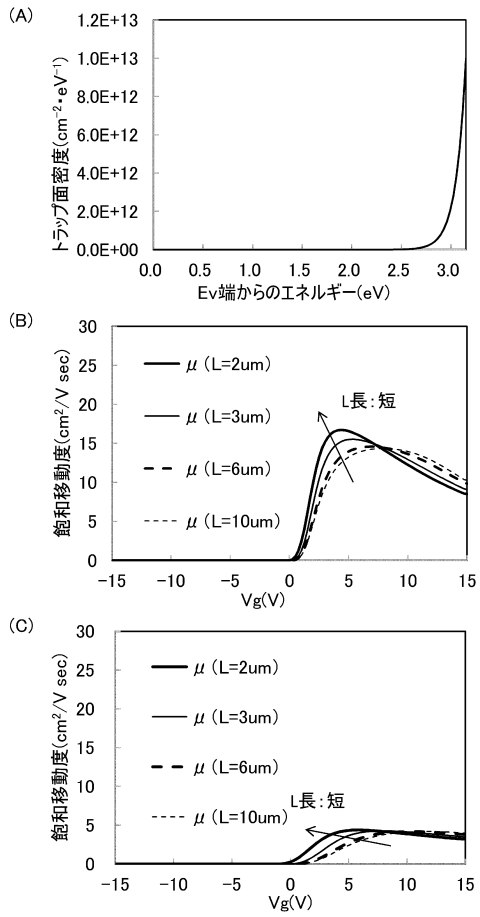 (A)
トラップ面密度(cm⁻²・eV⁻¹)
1.2E+13
1.0E+13
8.0E+12
6.0E+12
4.0E+12
2.0E+12
0.0E+00
0.0 0.5 1.0 1.5 2.0 2.5 3.0
Ev端からのエネルギー(eV)
(B)
飽和移動度(cm²/V sec)
30
25
20
15
10
5
0
μ (L=2um)
μ (L=3um)
μ (L=6um)
μ (L=10um)
L長:短
-15 -10 -5 0 5 10 15
Vg(V)
(C)
飽和移動度(cm²/V sec)
30
25
20
15
10
5
0
μ (L=2um)
μ (L=3um)
μ (L=6um)
μ (L=10um)
L長:短
-15 -10 -5 0 5 10 15
Vg(V)